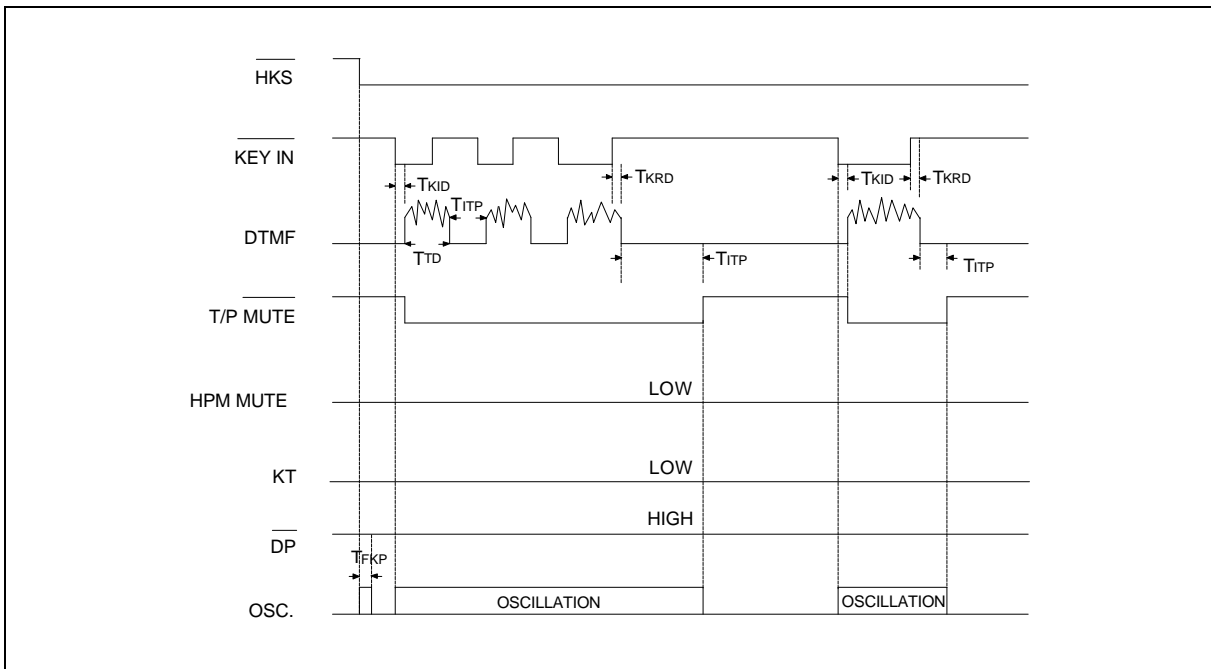 HKS
KEY IN
TKID
TKRD
TKID
TKRD
TITP
DTMF
TTD
TITP
TITP
T/P MUTE
LOW
HPM MUTE
LOW
KT
HIGH
DP
TFKP
OSCILLATION
OSCILLATION
OSC.